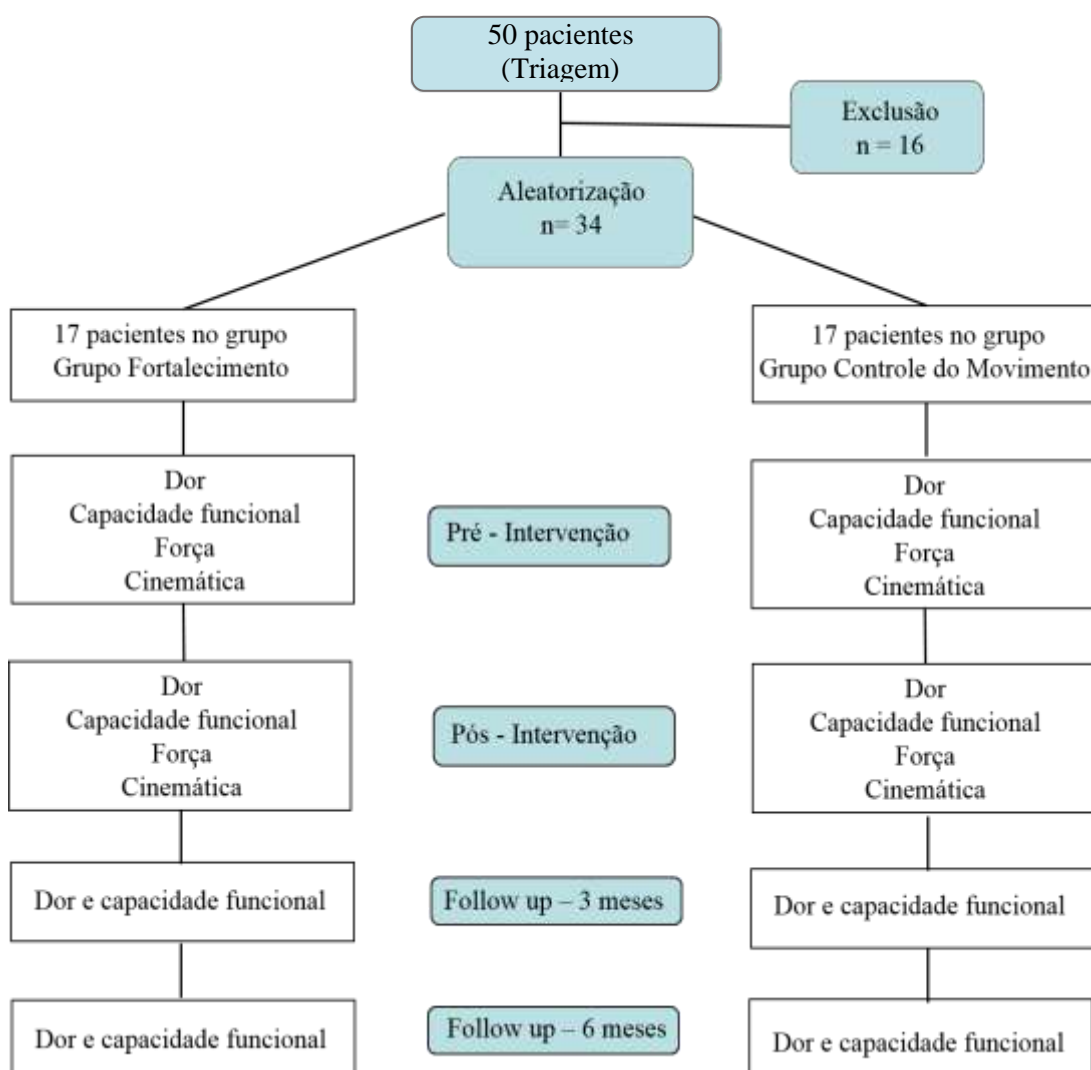 50 pacientes
(Triagem)
Exclusão
n = 16
Aleatorização
n= 34
17 pacientes no grupo
Grupo Fortalecimento
17 pacientes no grupo
Grupo Controle do Movimento
Dor
Capacidade funcional
Força
Cinemática
Pré - Intervenção
Dor
Capacidade funcional
Força
Cinemática
Dor
Capacidade funcional
Força
Cinemática
Pós - Intervenção
Dor
Capacidade funcional
Força
Cinemática
Dor e capacidade funcional
Follow up – 3 meses
Dor e capacidade funcional
Dor e capacidade funcional
Follow up – 6 meses
Dor e capacidade funcional